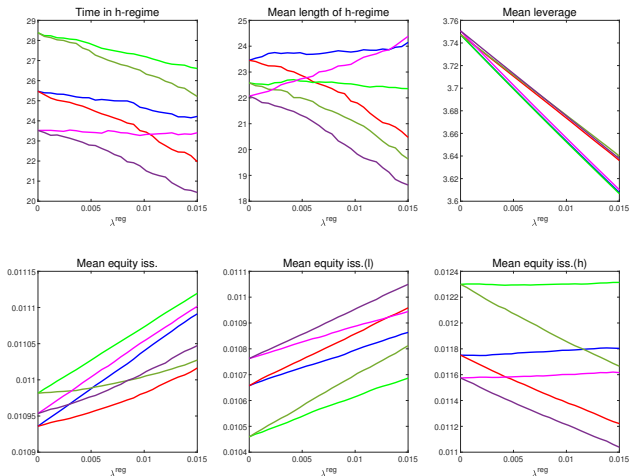 Time in h-regime
29
28
27
26
25
24
23
22
21
20
0 0.005 0.01 0.015
λ^reg
Mean length of h-regime
25
24
23
22
21
20
19
18
0 0.005 0.01 0.015
λ^reg
Mean leverage
3.76
3.74
3.72
3.7
3.68
3.66
3.64
3.62
3.6
0 0.005 0.01 0.015
λ^reg
Mean equity iss.
0.01115
0.0111
0.01105
0.011
0.01095
0.0109
0 0.005 0.01 0.015
λ^reg
Mean equity iss.(l)
0.0111
0.011
0.0109
0.0108
0.0107
0.0106
0.0105
0.0104
0 0.005 0.01 0.015
λ^reg
Mean equity iss.(h)
0.0124
0.0122
0.012
0.0118
0.0116
0.0114
0.0112
0.011
0 0.005 0.01 0.015
λ^reg